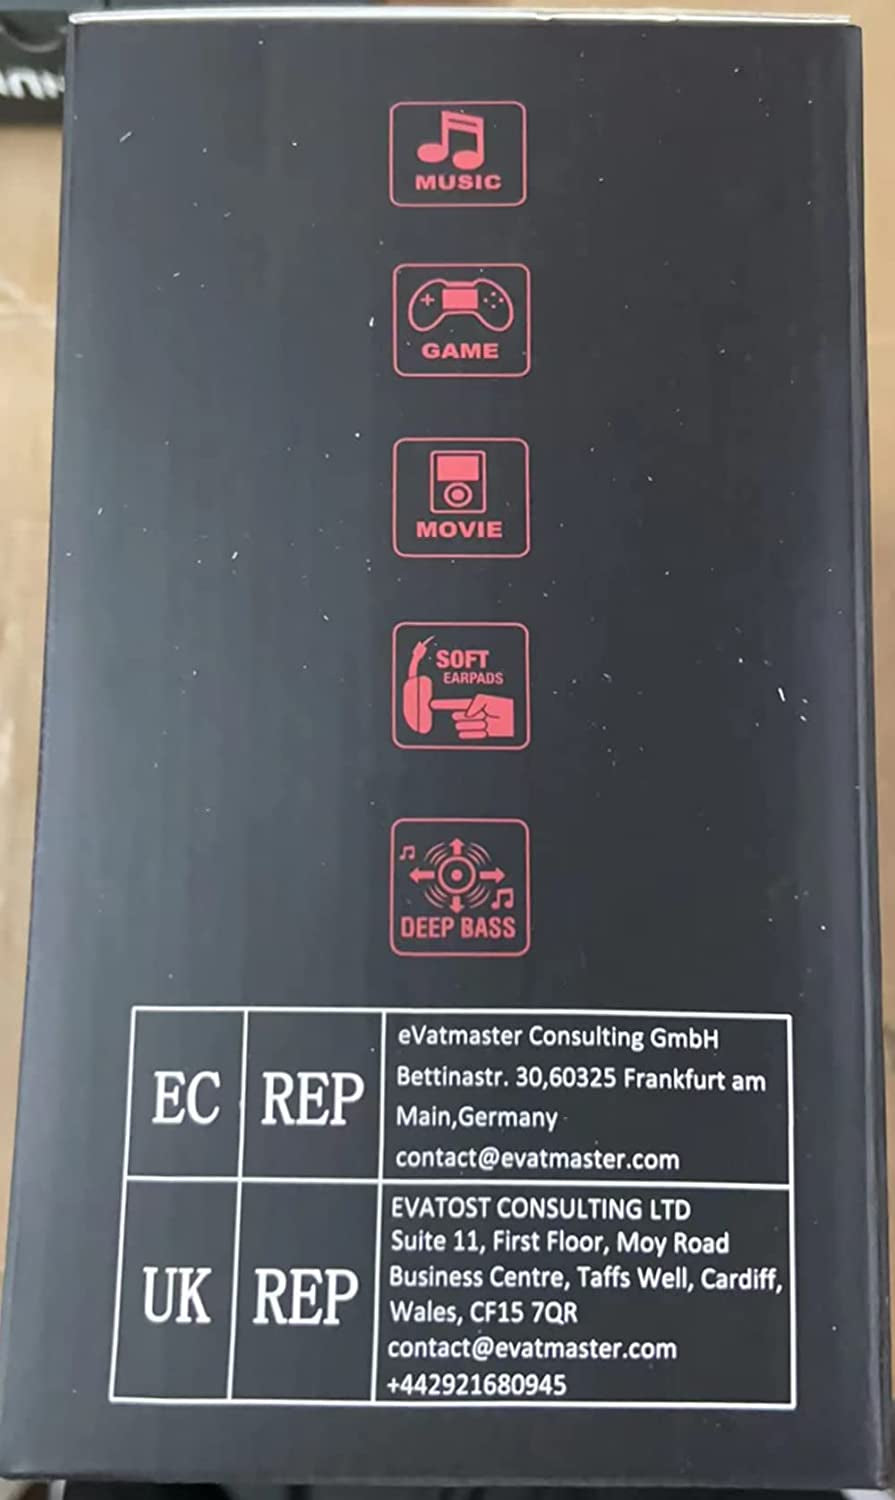 MUSIC
GAME
MOVIE
SOFT
EARPADS
DEEP BASS
EC
REP
eVatmaster Consulting GmbH
Bettinastr. 30,60325 Frankfurt am
Main,Germany
contact@evatmaster.com
UK
REP
EVATOST CONSULTING LTD
Suite 11, First Floor, Moy Road
Business Centre, Taffs Well, Cardiff,
Wales, CF15 7QR
contact@evatmaster.com
+442921680945